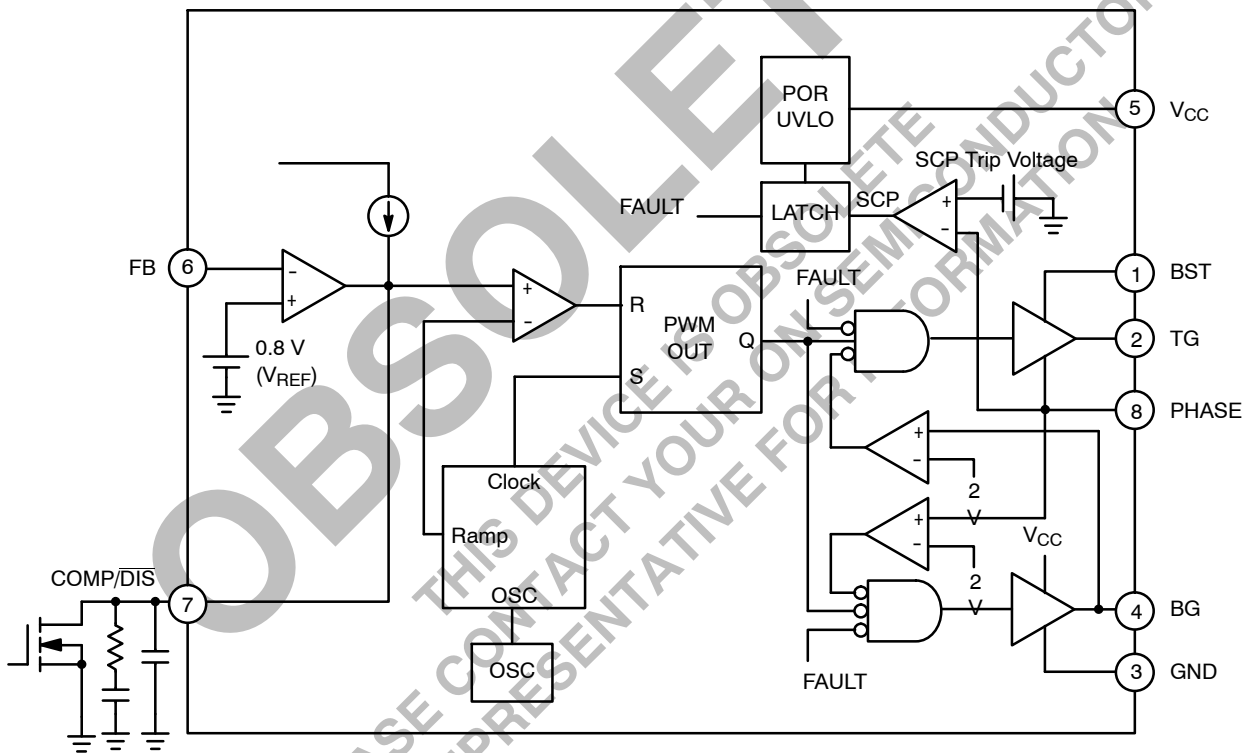 OBSOLET
THIS DEVICE IS OBSOLETE
ASE CONTACT YOUR ON SEMICONDUCTOR
REPRESENTATIVE FOR INFORMATION
POR
UVLO
5
VCC
SCP Trip Voltage
FAULT
LATCH
SCP
+
-
FB
6
-
+
0.8 V
(VREF)
+
-
R
PWM
OUT
Q
S
FAULT
1
BST
2
TG
8
PHASE
+
-
2
V
+
-
2
V
VCC
Clock
Ramp
OSC
OSC
COMP/DIS
7
4
BG
3
GND
FAULT